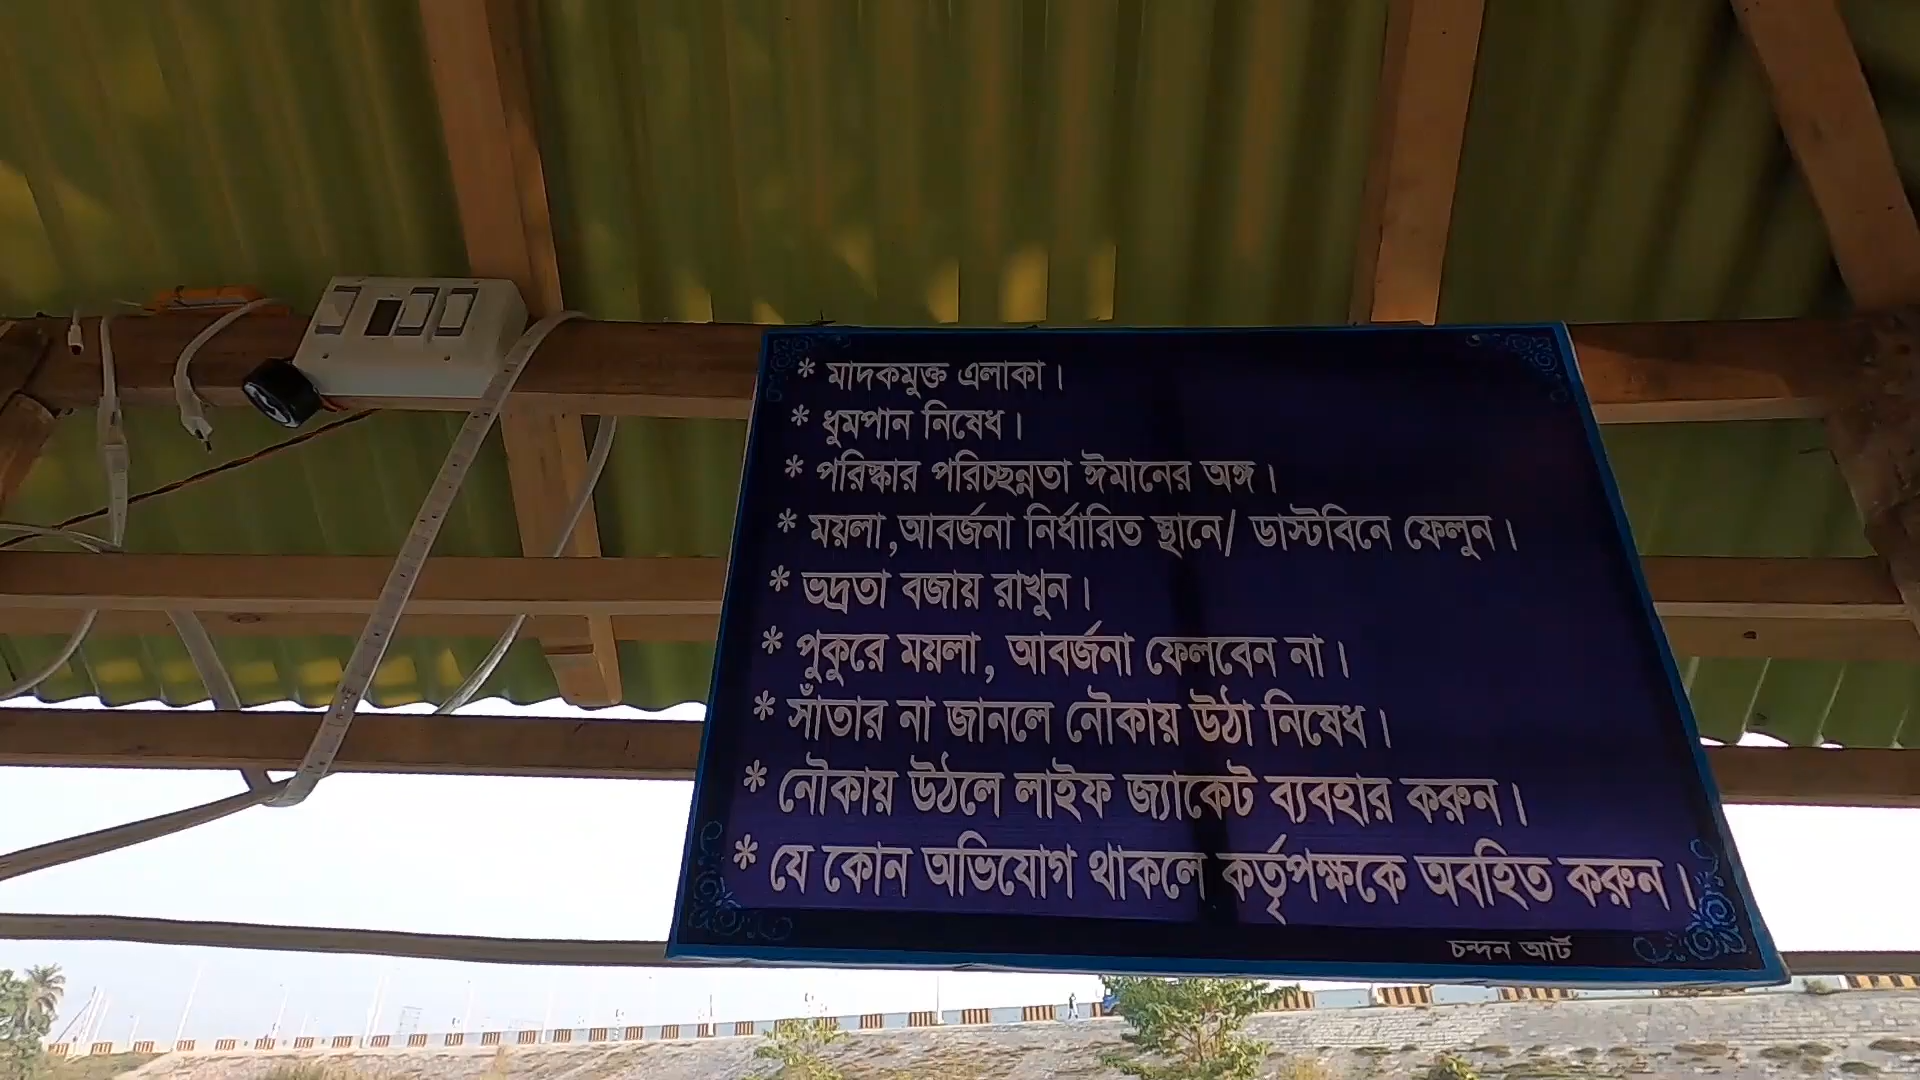 * মাদকমুক্ত এলাকা।
* ধুমপান নিষেধ।
* পরিস্কার পরিচ্ছন্নতা ঈমানের অঙ্গ।
* ময়লা,আবর্জনা নির্ধারিত স্থানে/ ডাস্টবিনে ফেলুন।
* ভদ্রতা বজায় রাখুন।
* পুকুরে ময়লা, আবর্জনা ফেলবেন না।
* সাঁতার না জানলে নৌকায় উঠা নিষেধ।
* নৌকায় উঠলে লাইফ জ্যাকেট ব্যবহার করুন।
* যে কোন অভিযোগ থাকলে কর্তৃপক্ষকে অবহিত করুন।
চন্দন আর্ট